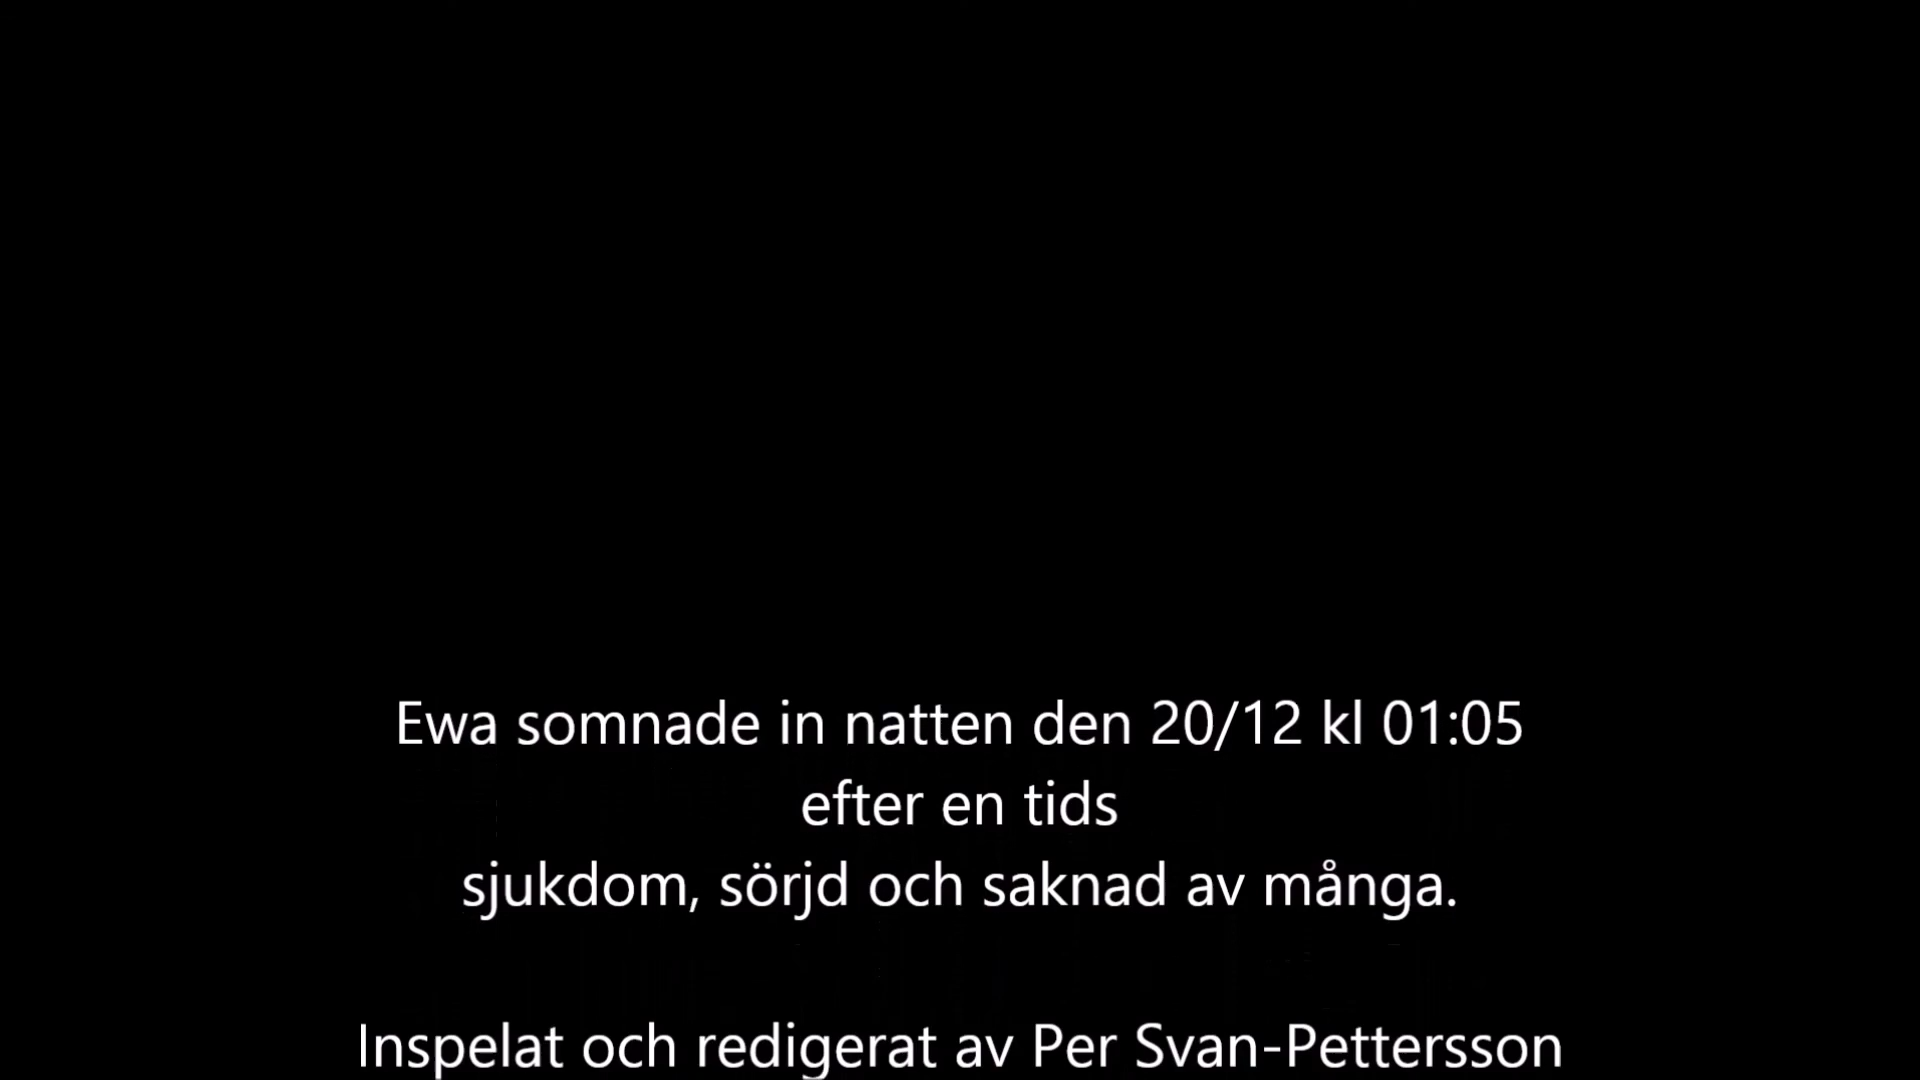 Ewa somnade in natten den 20/12 kl 01:05
efter en tids
sjukdom, sörjd och saknad av många.
Inspelat och redigerat av Per Svan-Pettersson